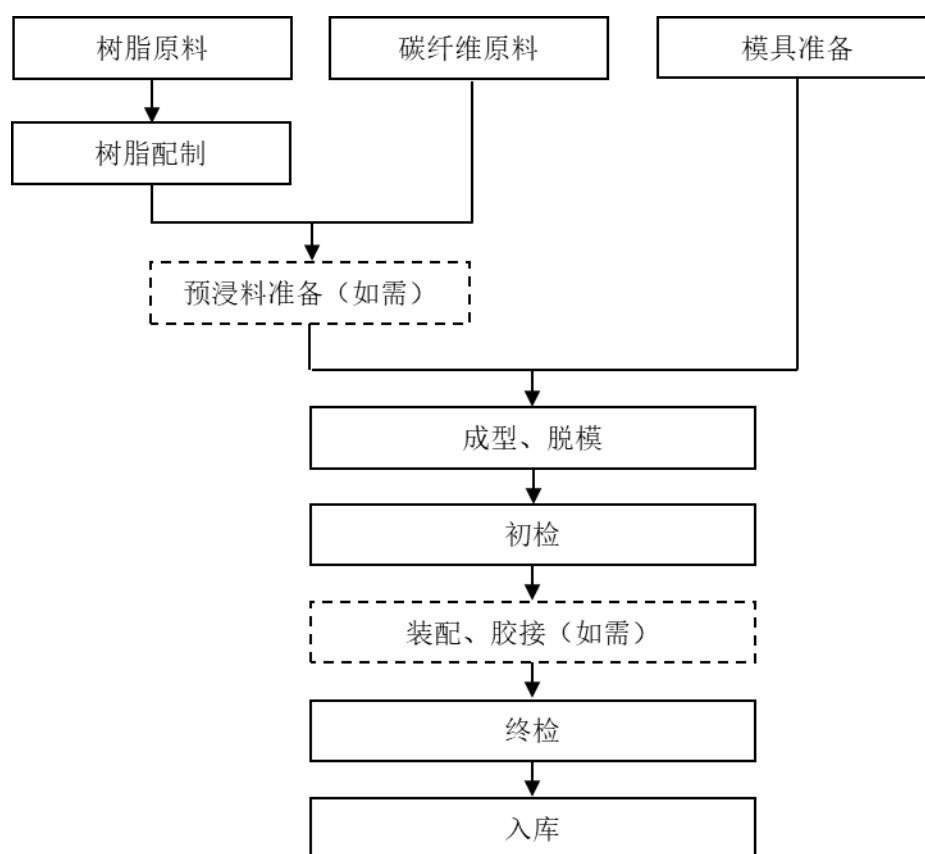 树脂原料
碳纤维原料
模具准备
树脂配制
预浸料准备（如需）
成型、脱模
初检
装配、胶接（如需）
终检
入库